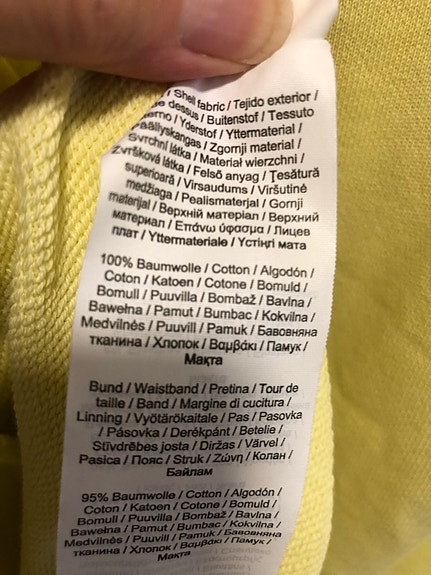 / Shell fabric / Tejido exterior /
de dessus / Buitenstof / Tessuto
/ Yderstof / Yttermaterial /
Päällyskangas / Zgornji material /
Svrchní látka / Materiał wierzchni /
Zvršková látka / Felső anyag / Țesătură
superioară / Virsaudums / Viršutinė
medžiaga / Pealismaterjal / Gornji
materijal / Верхній матеріал / Верхний
материал / Επάνω ύφασμα / Лицев
плат / Yttermateriale / Үстіңгі мата
100% Baumwolle / Cotton / Algodón /
Coton / Katoen / Cotone / Bomuld /
Bomull / Puuvilla / Bombaž / Bavlna /
Bawełna / Pamut / Bumbac / Kokvilna /
Medvilnės / Puuvill / Pamuk / Бавовняна
тканина / Хлопок / Βαμβάκι / Памук /
Мақта
Bund / Waistband / Pretina / Tour de
taille / Band / Margine di cucitura /
Linning / Vyötärökaitale / Pas / Pasovka
/ Pásovka / Derékpánt / Betelie /
Stīvdrēbes josta / Diržas / Värvel /
Pasica / Пояс / Struk / Ζώνη / Колан /
Байлам
95% Baumwolle / Cotton / Algodón /
Coton / Katoen / Cotone / Bomuld /
Bomull / Puuvilla / Bombaž / Bavlna /
Bawełna / Pamut / Bumbac / Kokvilna /
Medvilnės / Puuvill / Pamuk / Бавовняна
тканина / Хлопок / Βαμβάκι / Памук /
Мақта